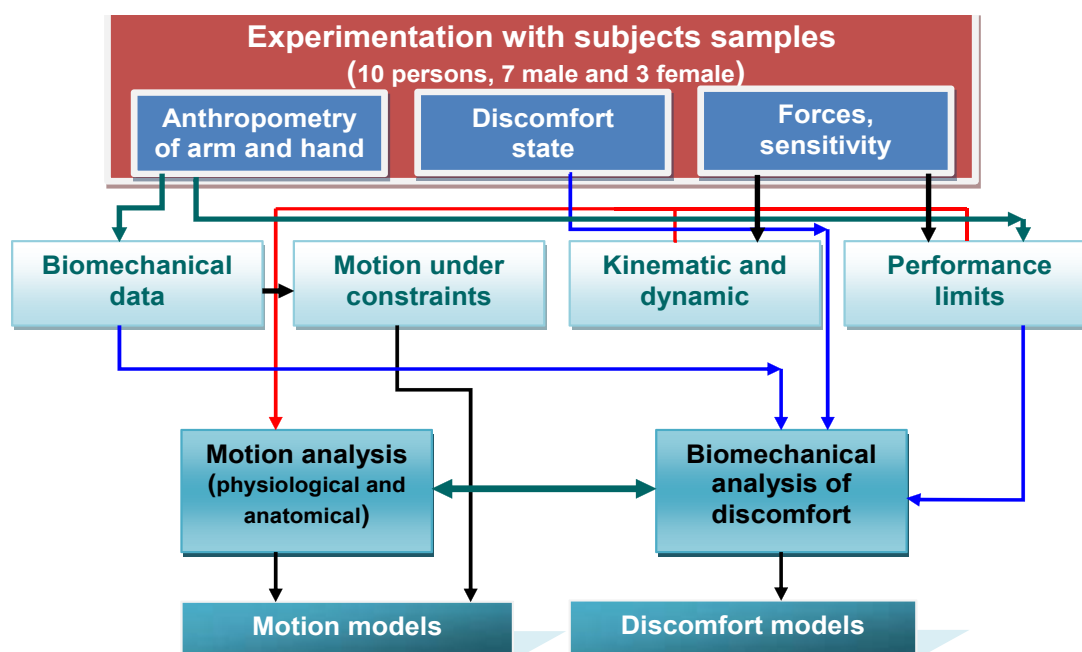 Experimentation with subjects samples
(10 persons, 7 male and 3 female)
Anthropometry
of arm and hand
Discomfort
state
Forces,
sensitivity
Biomechanical
data
Motion under
constraints
Kinematic and
dynamic
Performance
limits
Motion analysis
(physiological and
anatomical)
Biomechanical
analysis of
discomfort
Motion models
Discomfort models